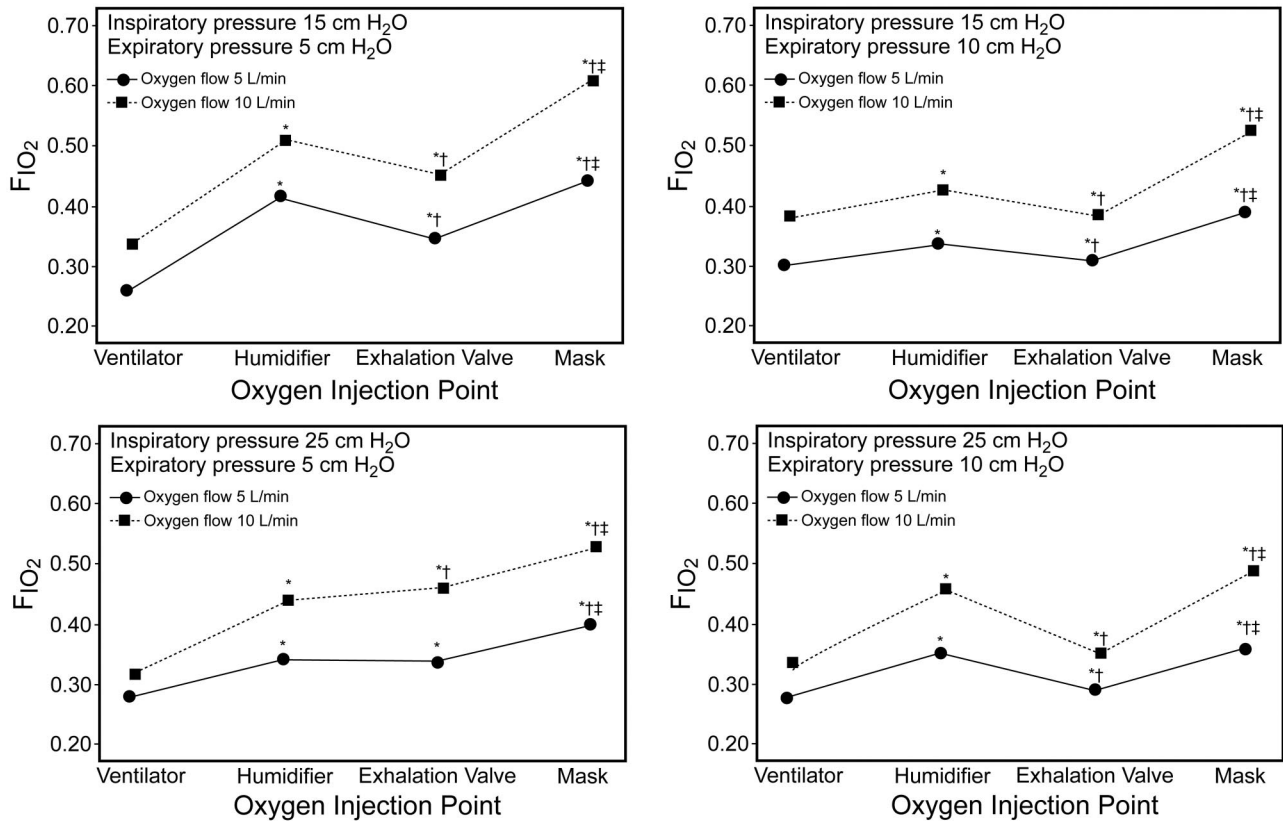 Inspiratory pressure 15 cm H₂O
Expiratory pressure 5 cm H₂O
Oxygen flow 5 L/min
Oxygen flow 10 L/min
0.70
0.60
0.50
0.40
0.30
0.20
FIO₂
* *†‡
* *† *†‡
*
*†
Ventilator Humidifier Exhalation Valve Mask
Oxygen Injection Point
Inspiratory pressure 15 cm H₂O
Expiratory pressure 10 cm H₂O
Oxygen flow 5 L/min
Oxygen flow 10 L/min
0.70
0.60
0.50
0.40
0.30
0.20
FIO₂
*†‡
*
*† *†‡
*
*†
Ventilator Humidifier Exhalation Valve Mask
Oxygen Injection Point
Inspiratory pressure 25 cm H₂O
Expiratory pressure 5 cm H₂O
Oxygen flow 5 L/min
Oxygen flow 10 L/min
0.70
0.60
0.50
0.40
0.30
0.20
FIO₂
*†‡
* *†
*†‡
* *
Ventilator Humidifier Exhalation Valve Mask
Oxygen Injection Point
Inspiratory pressure 25 cm H₂O
Expiratory pressure 10 cm H₂O
Oxygen flow 5 L/min
Oxygen flow 10 L/min
0.70
0.60
0.50
0.40
0.30
0.20
FIO₂
*†‡
*
*† *†‡
*
*†
Ventilator Humidifier Exhalation Valve Mask
Oxygen Injection Point